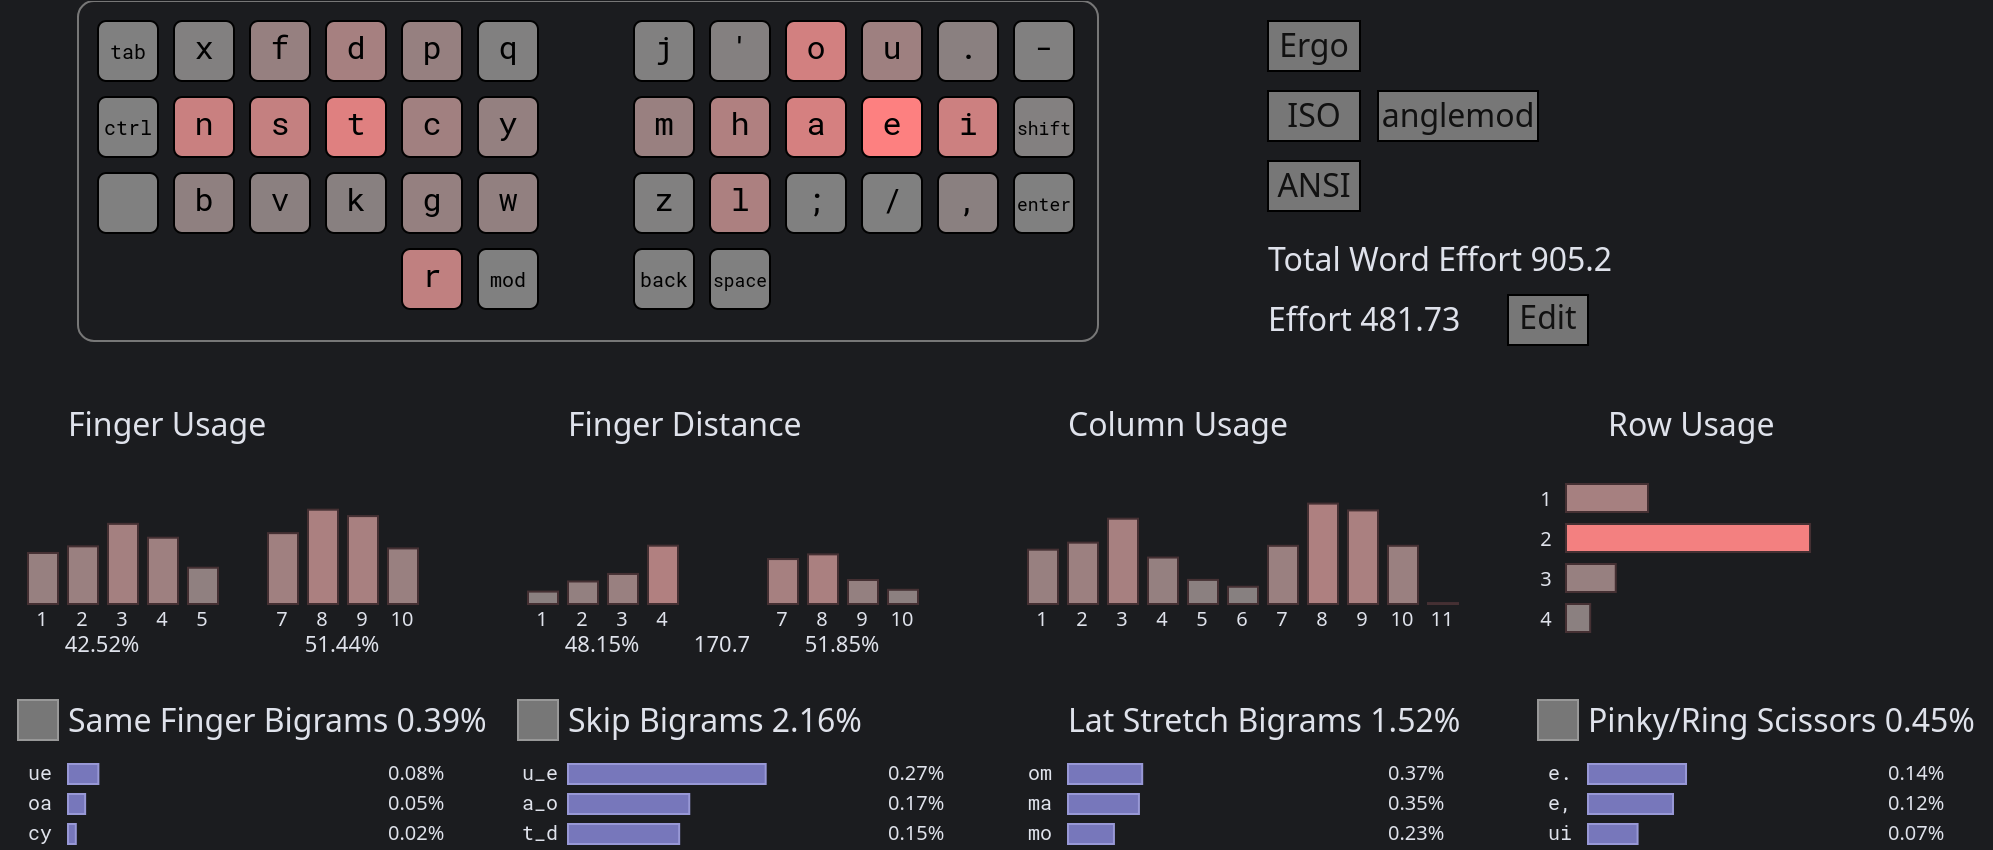 tab x f d p q j ' o u . -
ctrl n s t c y m h a e i shift
b v k g w z l ; / , enter
r mod back space
Ergo
ISO anglemod
ANSI
Total Word Effort 905.2
Effort 481.73 Edit
Finger Usage
1 2 3 4 5 7 8 9 10
42.52% 51.44%
Finger Distance
1 2 3 4 7 8 9 10
48.15% 170.7 51.85%
Column Usage
1 2 3 4 5 6 7 8 9 10 11
Row Usage
1
2
3
4
Same Finger Bigrams 0.39%
ue 0.08%
oa 0.05%
cy 0.02%
Skip Bigrams 2.16%
u_e 0.27%
a_o 0.17%
t_d 0.15%
Lat Stretch Bigrams 1.52%
om 0.37%
ma 0.35%
mo 0.23%
Pinky/Ring Scissors 0.45%
e. 0.14%
e, 0.12%
ui 0.07%